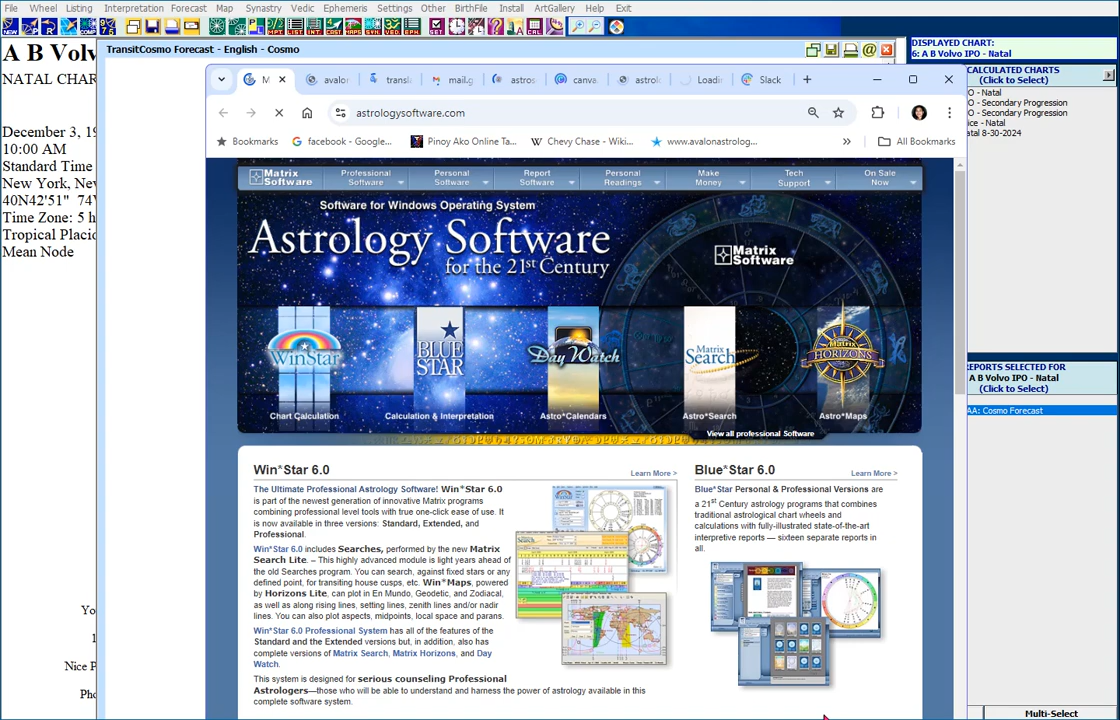 File Wheel Listing Interpretation Forecast Map Synastry Vedic Ephemeris Settings Other BirthFile Install ArtGallery Help Exit
A B Volv
NATAL CHAR
December 3, 19
10:00 AM
Standard Time
New York, Nev
40N42'51" 74V
Time Zone: 5 h
Tropical Placid
Mean Node
Yo
1
Nice P
Pho
TransitCosmo Forecast - English - Cosmo
M
avalor
transla
mail.g
astros
canva.
astrolo
Loadin
Slack
astrologysoftware.com
Bookmarks
facebook - Google...
Pinoy Ako Online Ta...
Chevy Chase - Wiki...
www.avalonastrolog...
All Bookmarks
Matrix Software
Professional Software
Personal Software
Report Software
Personal Readings
Make Money
Tech Support
On Sale Now
Software for Windows Operating System
Astrology Software
for the 21st Century
Matrix Software
WinStar
BLUE STAR
Day Watch
Matrix Search
Matrix HORIZONS
Chart Calculation
Calculation & Interpretation
Astro*Calendars
Astro*Search
Astro*Maps
View all professional Software
Win*Star 6.0
Learn More >
The Ultimate Professional Astrology Software! Win*Star 6.0
is part of the newest generation of innovative Matrix programs
combining professional level tools with true one-click ease of use. It
is now available in three versions: Standard, Extended, and
Professional.
Win*Star 6.0 includes Searches, performed by the new Matrix
Search Lite. – This highly advanced module is light years ahead of
the old Searches program. You can search, against fixed stars or any
defined point, for transiting house cusps, etc. Win*Maps, powered
by Horizons Lite, can plot in En Mundo, Geodetic, and Zodiacal,
as well as along rising lines, setting lines, zenith lines and/or nadir
lines. You can also plot aspects, midpoints, local space and parans.
Win*Star 6.0 Professional System has all of the features of
the Standard and the Extended versions but, in addition, also has
complete versions of Matrix Search, Matrix Horizons, and Day
Watch.
This system is designed for serious counseling Professional
Astrologers—those who will be able to understand and harness the power of astrology available in this
complete software system.
Blue*Star 6.0
Learn More >
Blue*Star Personal & Professional Versions are
a 21st Century astrology programs that combines
traditional astrological chart wheels and
calculations with fully-illustrated state-of-the-art
interpretive reports — sixteen separate reports in
all.
DISPLAYED CHART:
6: A B Volvo IPO - Natal
CALCULATED CHARTS
(Click to Select)
O - Natal
O - Secondary Progression
O - Secondary Progression
ice - Natal
atal 8-30-2024
REPORTS SELECTED FOR
A B Volvo IPO - Natal
(Click to Select)
AA: Cosmo Forecast
Multi-Select